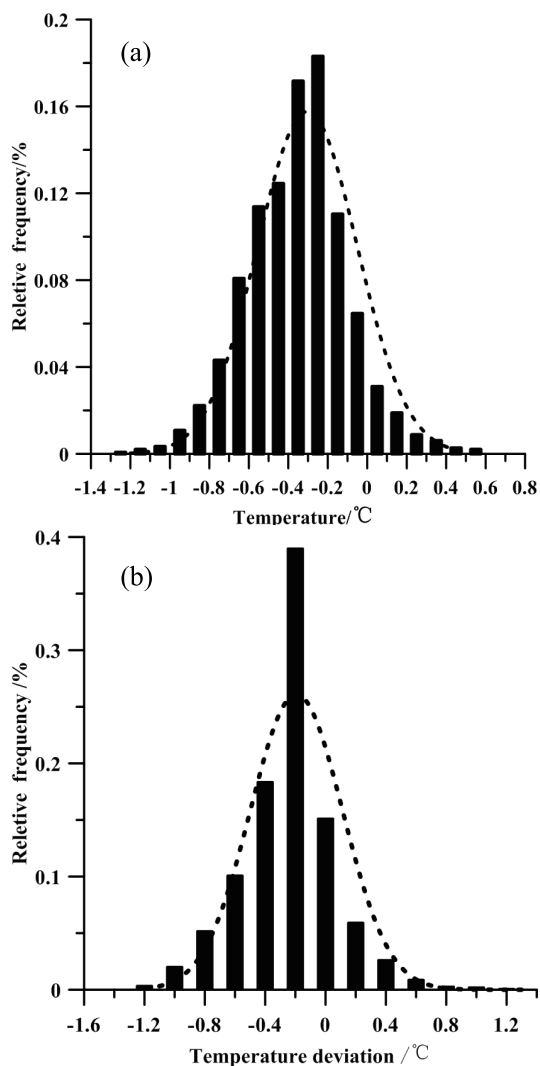 (a)
Reletive frequency/%
0.2
0.16
0.12
0.08
0.04
0
-1.4 -1.2 -1 -0.8 -0.6 -0.4 -0.2 0 0.2 0.4 0.6 0.8
Temperature/℃
(b)
Reletive frequency /%
0.4
0.3
0.2
0.1
0
-1.6 -1.2 -0.8 -0.4 0 0.4 0.8 1.2
Temperature deviation /℃